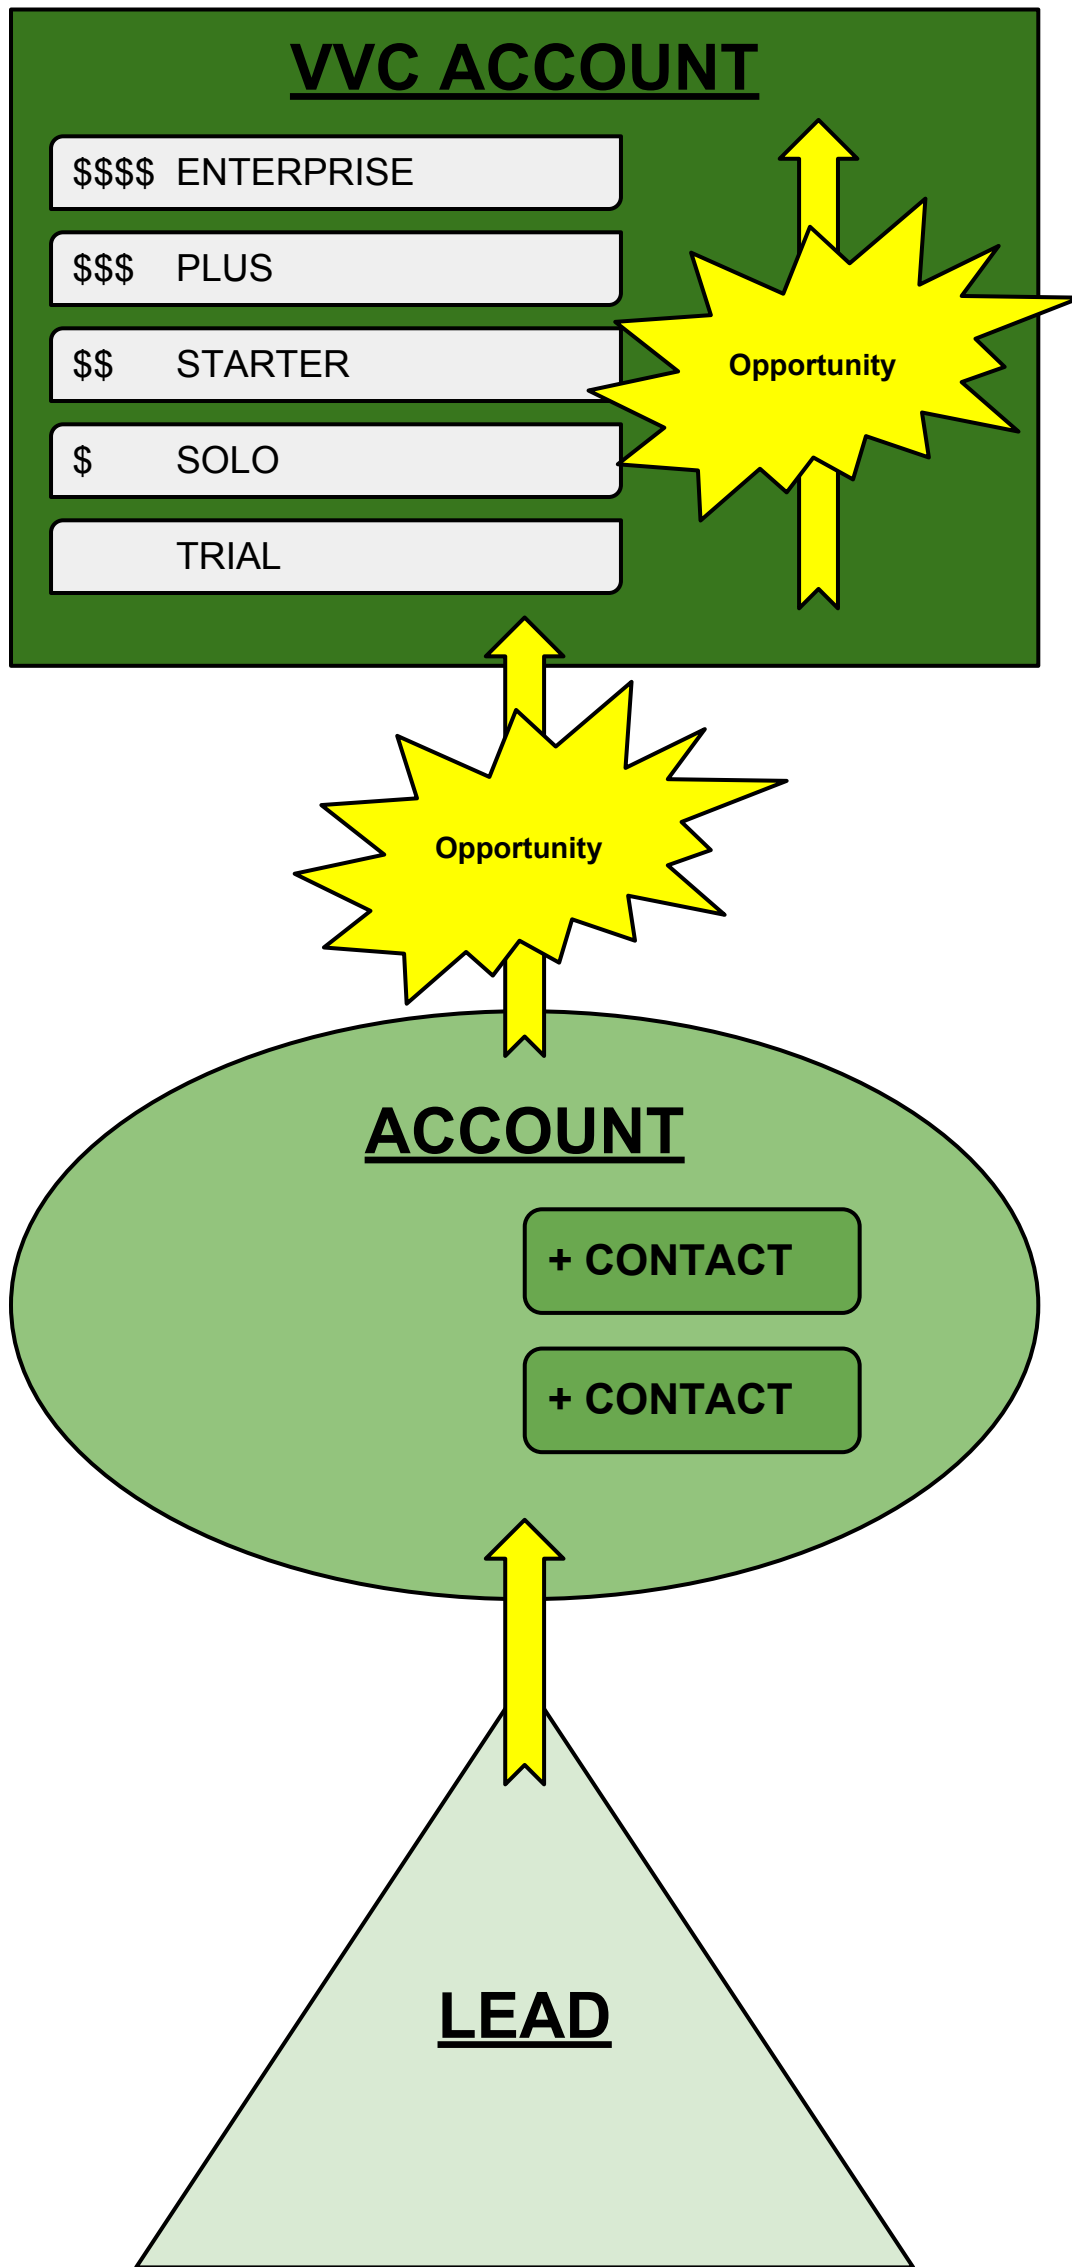 VVC ACCOUNT
$$$$ ENTERPRISE
$$$ PLUS
$$ STARTER
$ SOLO
TRIAL
Opportunity
Opportunity
ACCOUNT
+ CONTACT
+ CONTACT
LEAD